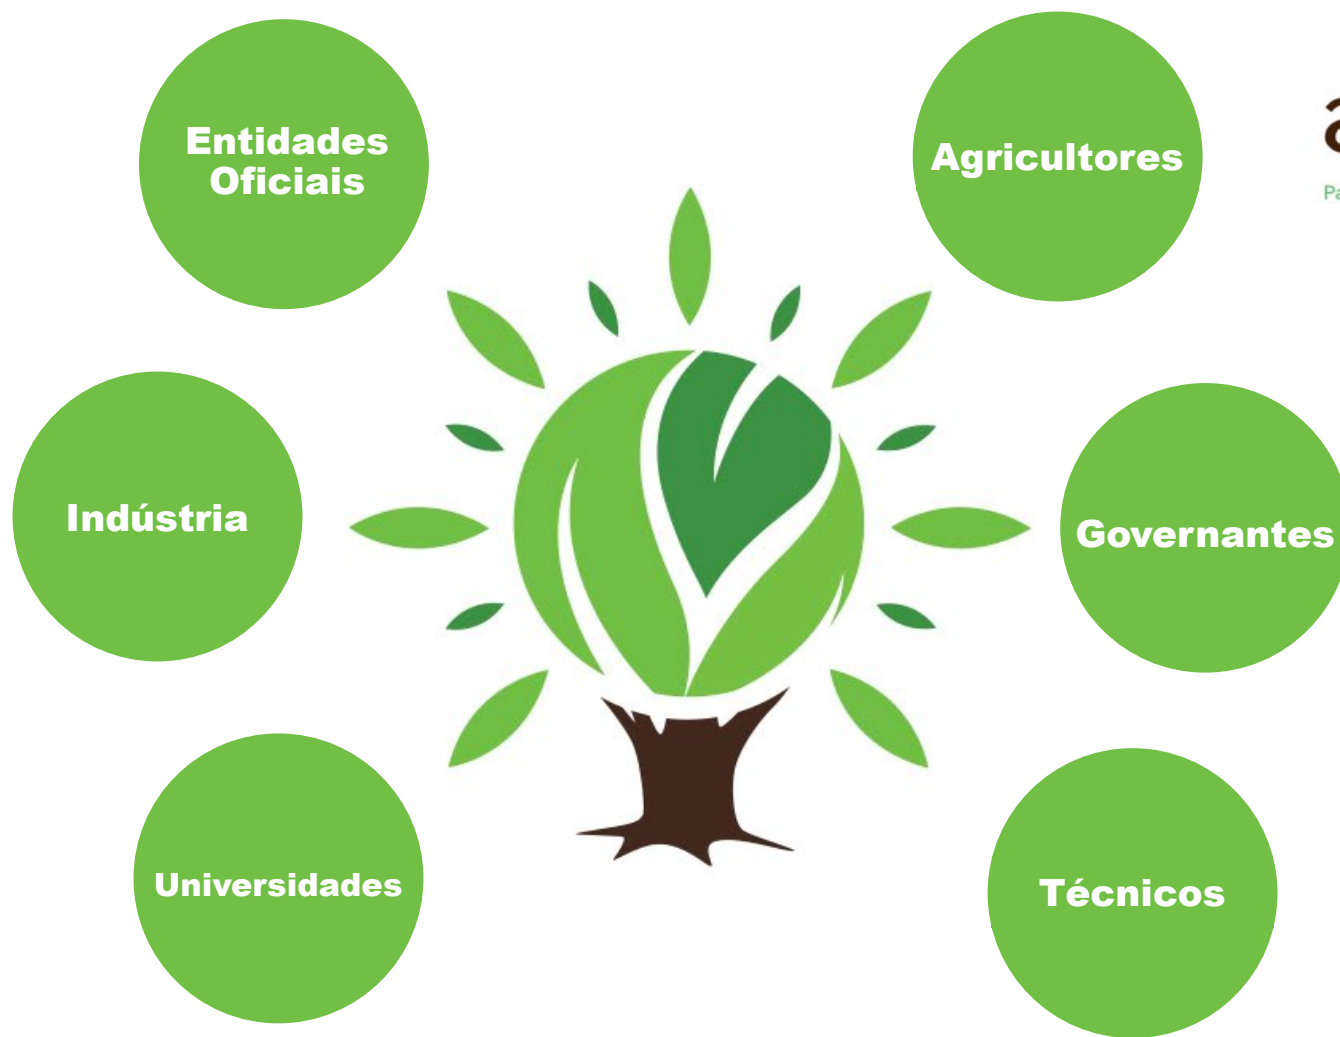 Entidades
Oficiais
Agricultores
Indústria
Governantes
Universidades
Técnicos